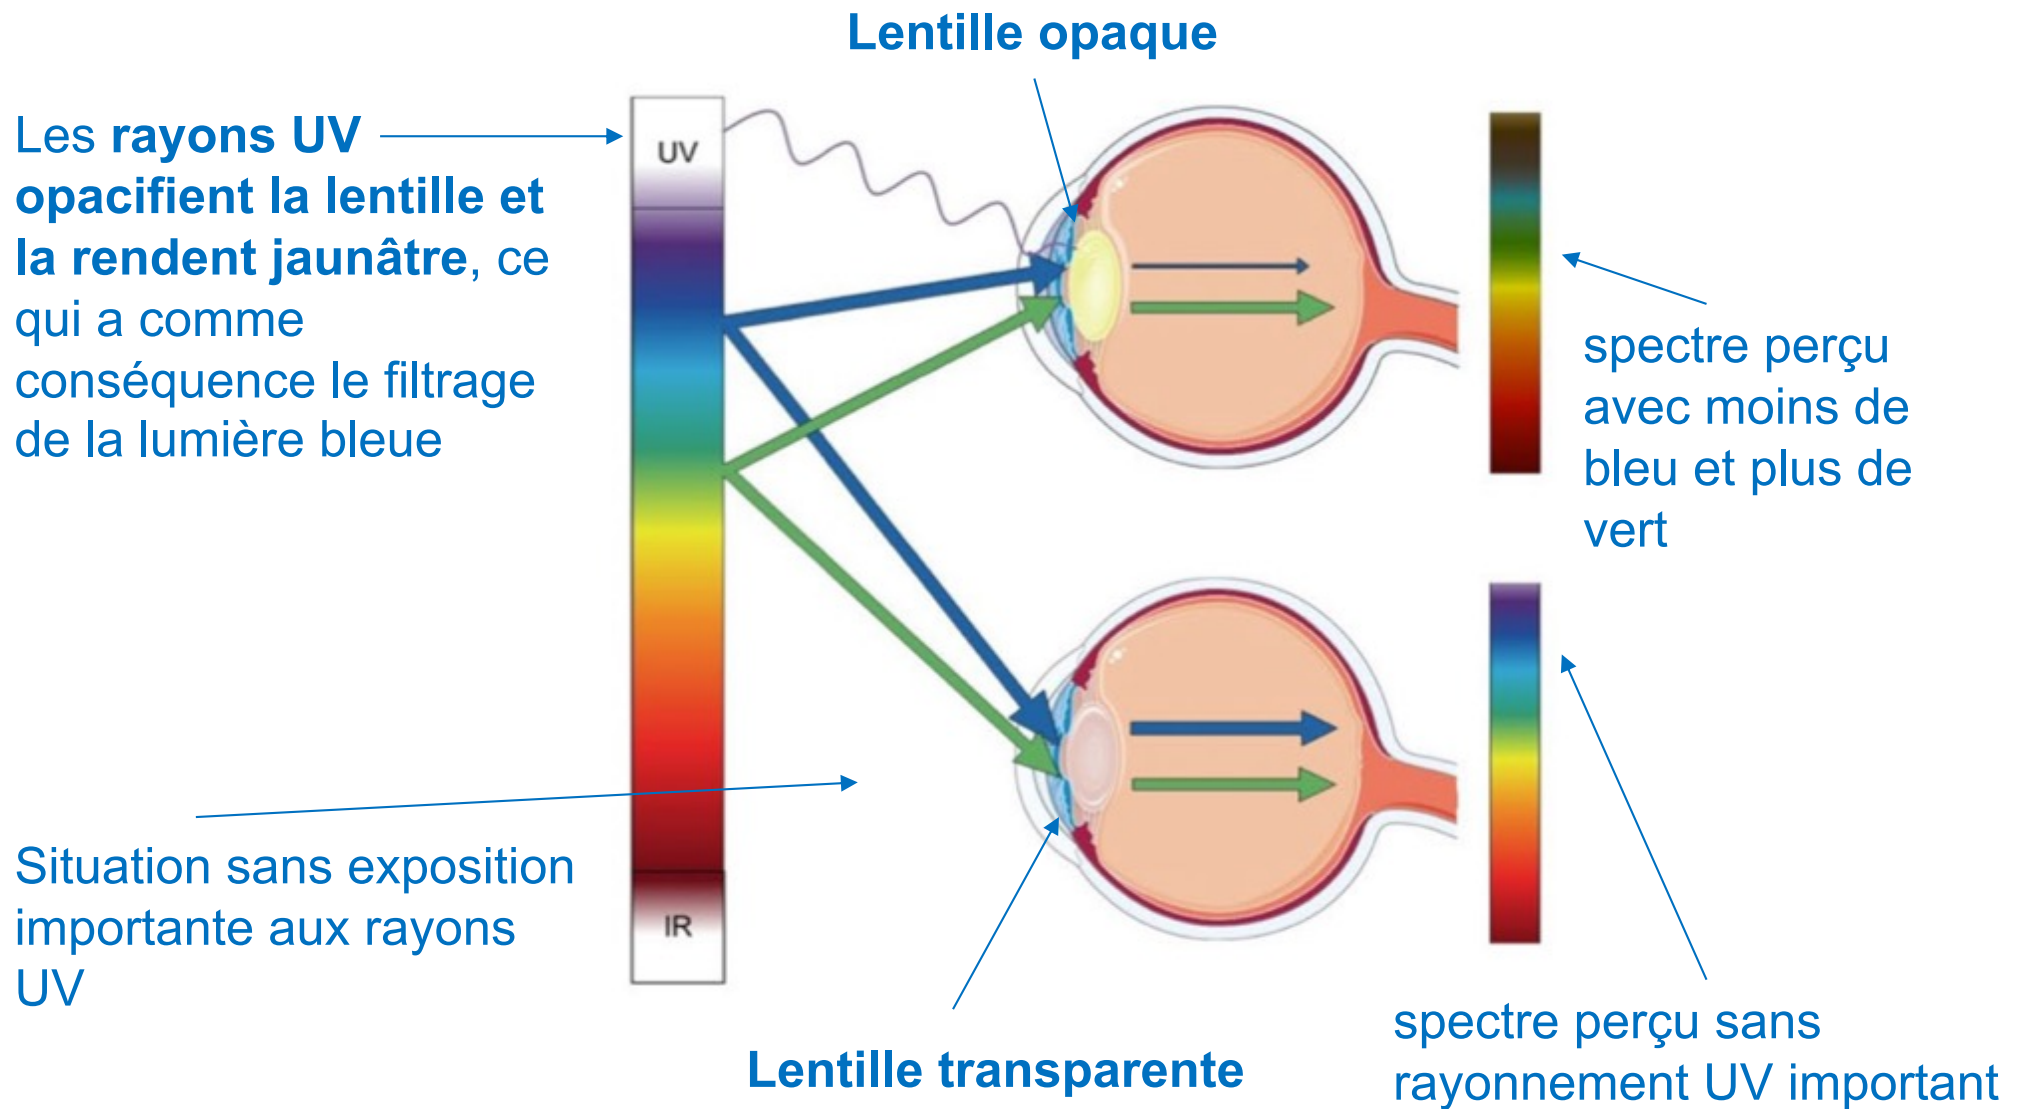 Lentille opaque
Les rayons UV
opacifient la lentille et
la rendent jaunâtre, ce
qui a comme
conséquence le filtrage
de la lumière bleue
UV
spectre perçu
avec moins de
bleu et plus de
vert
Situation sans exposition
importante aux rayons
UV
IR
Lentille transparente
spectre perçu sans
rayonnement UV important